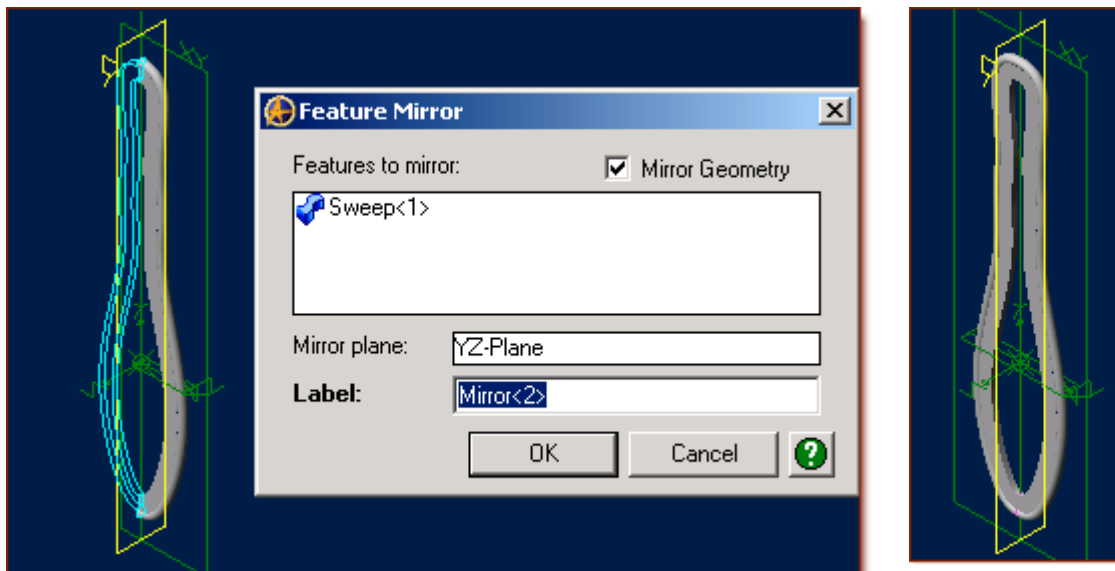 Feature Mirror
Features to mirror:
Mirror Geometry
Sweep<1>
Mirror plane:
YZ-Plane
Label:
Mirror<2>
OK
Cancel
?